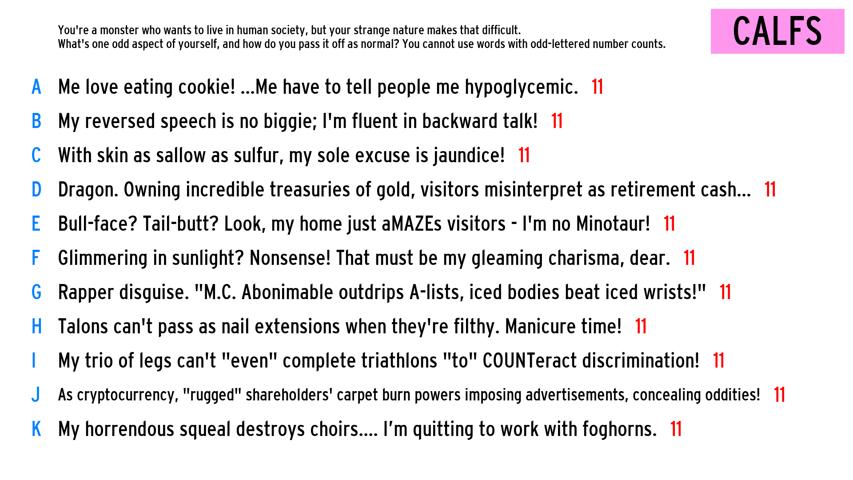 You're a monster who wants to live in human society, but your strange nature makes that difficult.
What's one odd aspect of yourself, and how do you pass it off as normal? You cannot use words with odd-lettered number counts.
CALFS
A Me love eating cookie! ...Me have to tell people me hypoglycemic. 11
B My reversed speech is no biggie; I'm fluent in backward talk! 11
C With skin as sallow as sulfur, my sole excuse is jaundice! 11
D Dragon. Owning incredible treasuries of gold, visitors misinterpret as retirement cash... 11
E Bull-face? Tail-butt? Look, my home just aMAZEs visitors - I'm no Minotaur! 11
F Glimmering in sunlight? Nonsense! That must be my gleaming charisma, dear. 11
G Rapper disguise. "M.C. Abonimable outdrips A-lists, iced bodies beat iced wrists!" 11
H Talons can't pass as nail extensions when they're filthy. Manicure time! 11
I My trio of legs can't "even" complete triathlons "to" COUNTeract discrimination! 11
J As cryptocurrency, "rugged" shareholders' carpet burn powers imposing advertisements, concealing oddities! 11
K My horrendous squeal destroys choirs.... I'm quitting to work with foghorns. 11